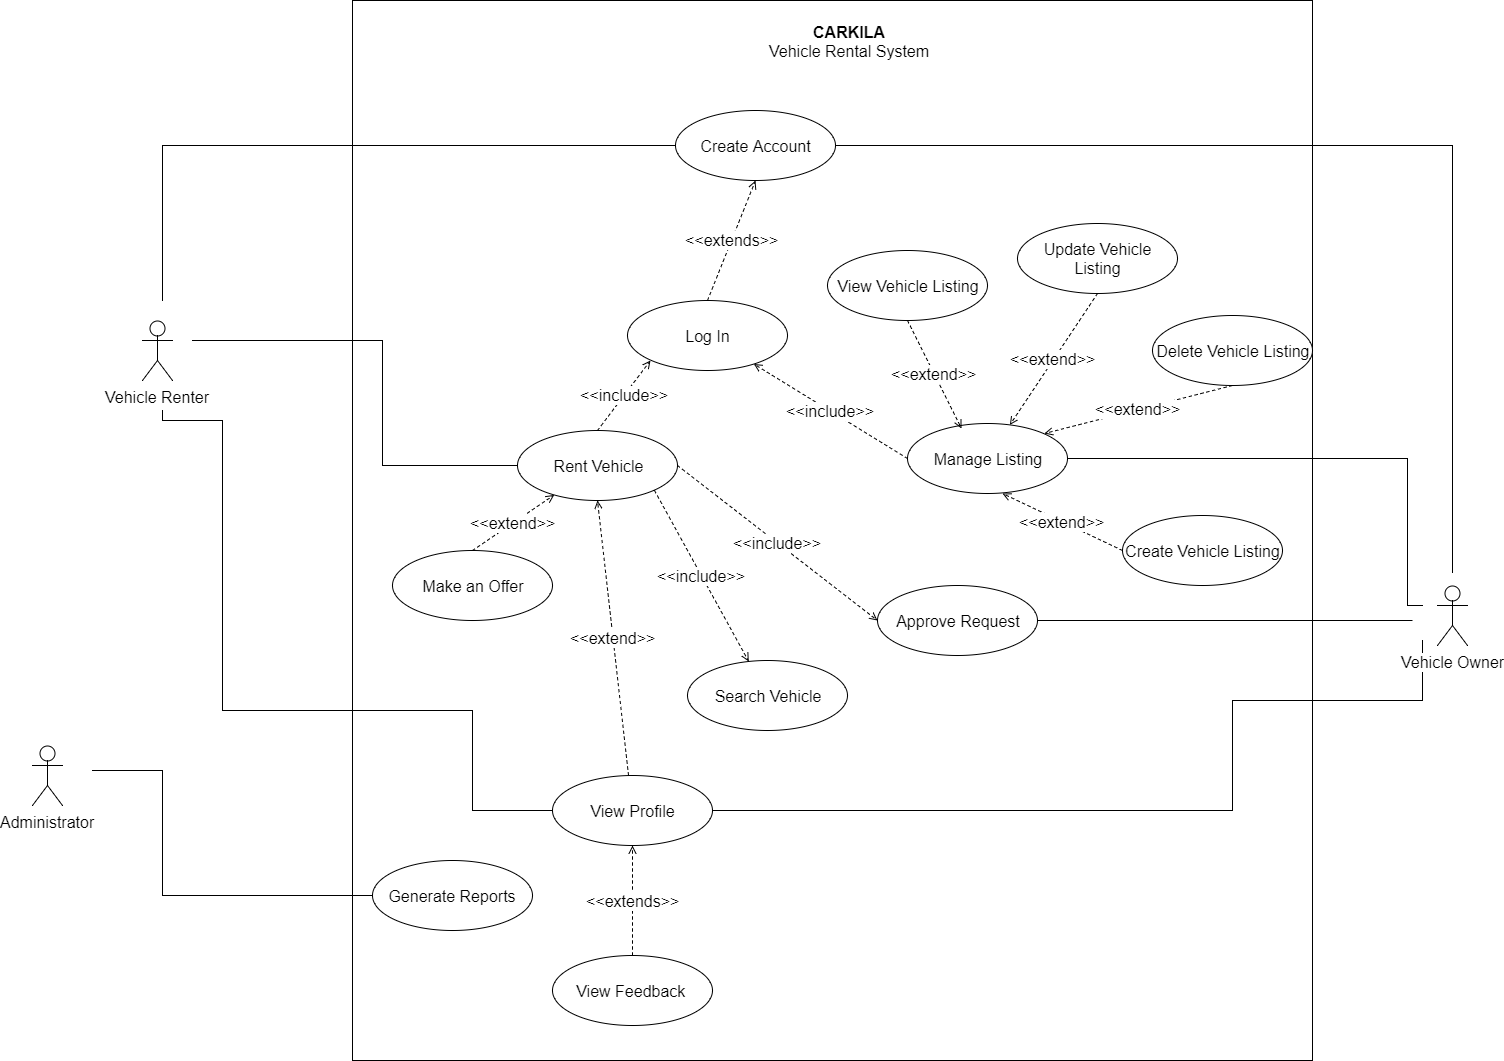 CARKILA
Vehicle Rental System
Create Account
<<extends>>
Update Vehicle
Listing
View Vehicle Listing
Log In
Delete Vehicle Listing
<<extend>>
<<extend>>
Vehicle Renter
<<include>>
<<include>>
<<extend>>
Rent Vehicle
Manage Listing
<<extend>>
<<extend>>
<<include>>
Create Vehicle Listing
<<include>>
Make an Offer
Approve Request
<<extend>>
Vehicle Owner
Search Vehicle
View Profile
Administrator
Generate Reports
<<extends>>
View Feedback